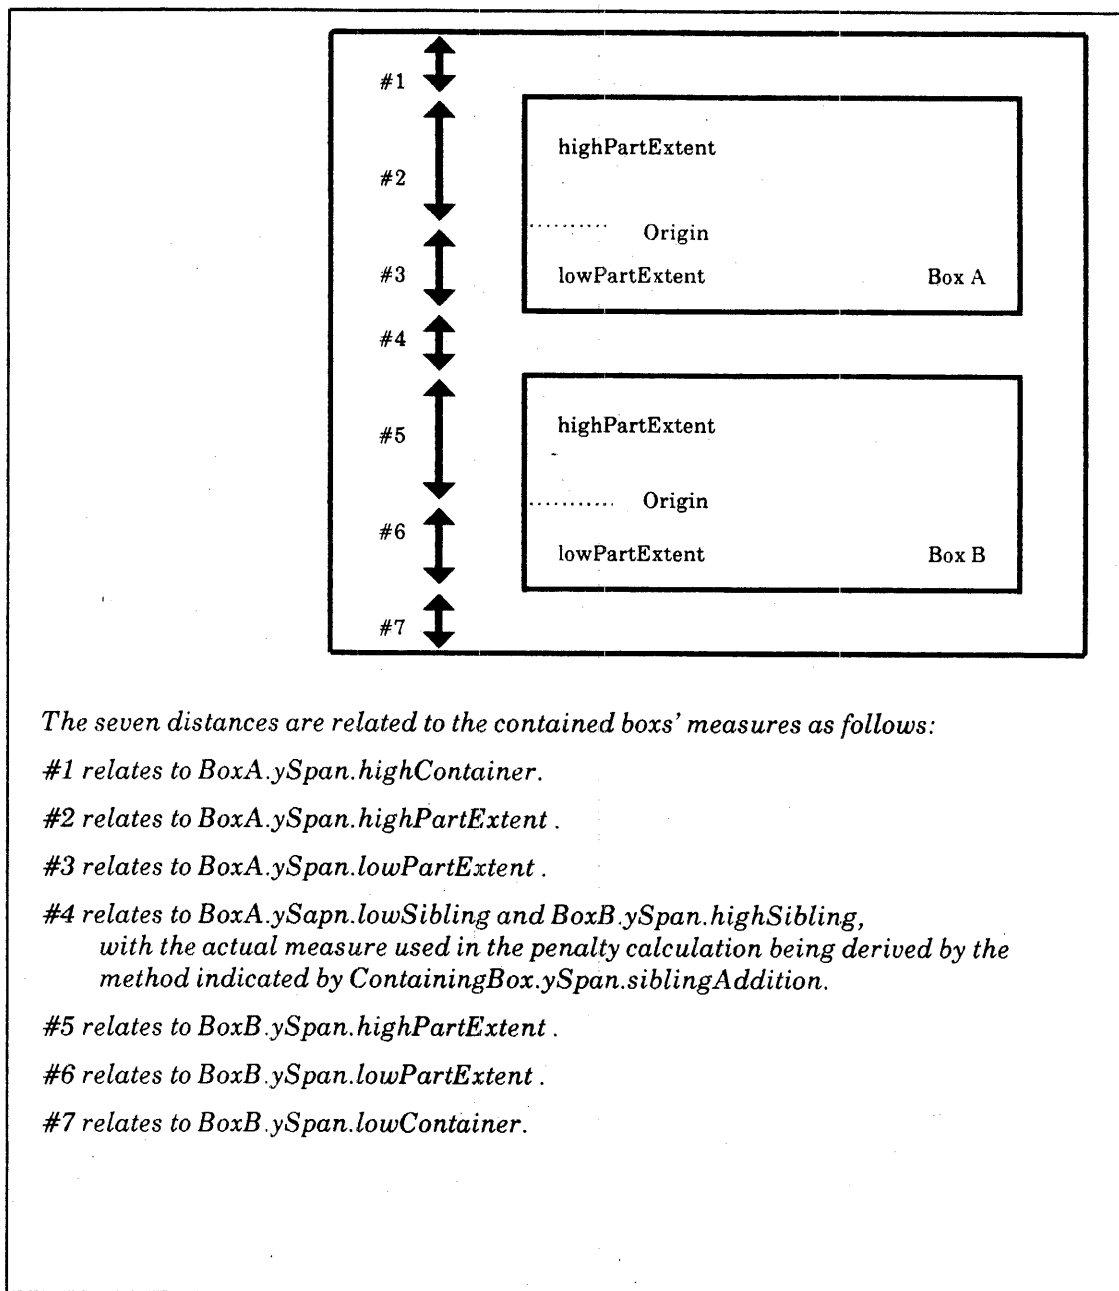 #1
highPartExtent
#2
Origin
#3 lowPartExtent Box A
#4
highPartExtent
#5
Origin
#6
lowPartExtent Box B
#7
The seven distances are related to the contained boxs' measures as follows:
#1 relates to BoxA.ySpan.highContainer.
#2 relates to BoxA.ySpan.highPartExtent .
#3 relates to BoxA.ySpan.lowPartExtent .
#4 relates to BoxA.ySapn.lowSibling and BoxB.ySpan.highSibling,
with the actual measure used in the penalty calculation being derived by the
method indicated by ContainingBox.ySpan.siblingAddition.
#5 relates to BoxB.ySpan.highPartExtent .
#6 relates to BoxB.ySpan.lowPartExtent .
#7 relates to BoxB.ySpan.lowContainer.